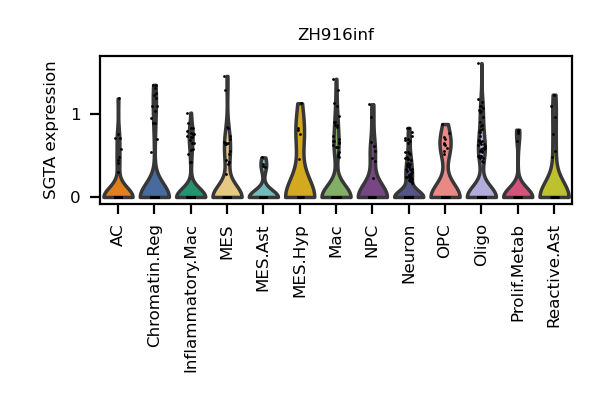 ZH916inf
SGTA expression
1
0
AC
Chromatin.Reg
Inflammatory.Mac
MES
MES.Ast
MES.Hyp
Mac
NPC
Neuron
OPC
Oligo
Prolif.Metab
Reactive.Ast